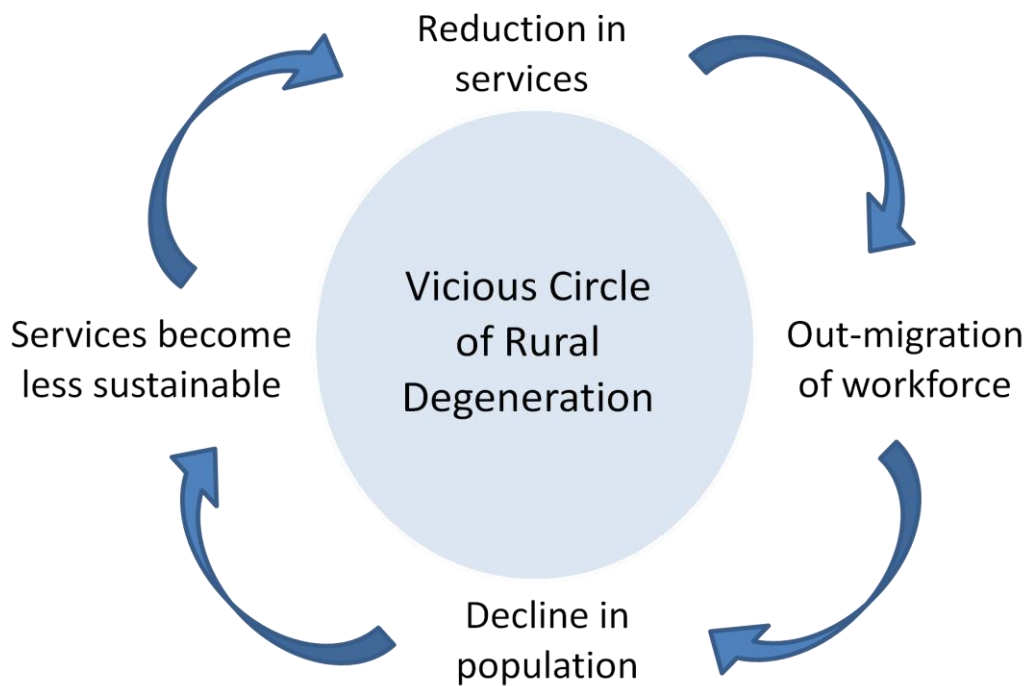 Reduction in
services
Vicious Circle
of Rural
Degeneration
Out-migration
of workforce
Decline in
population
Services become
less sustainable